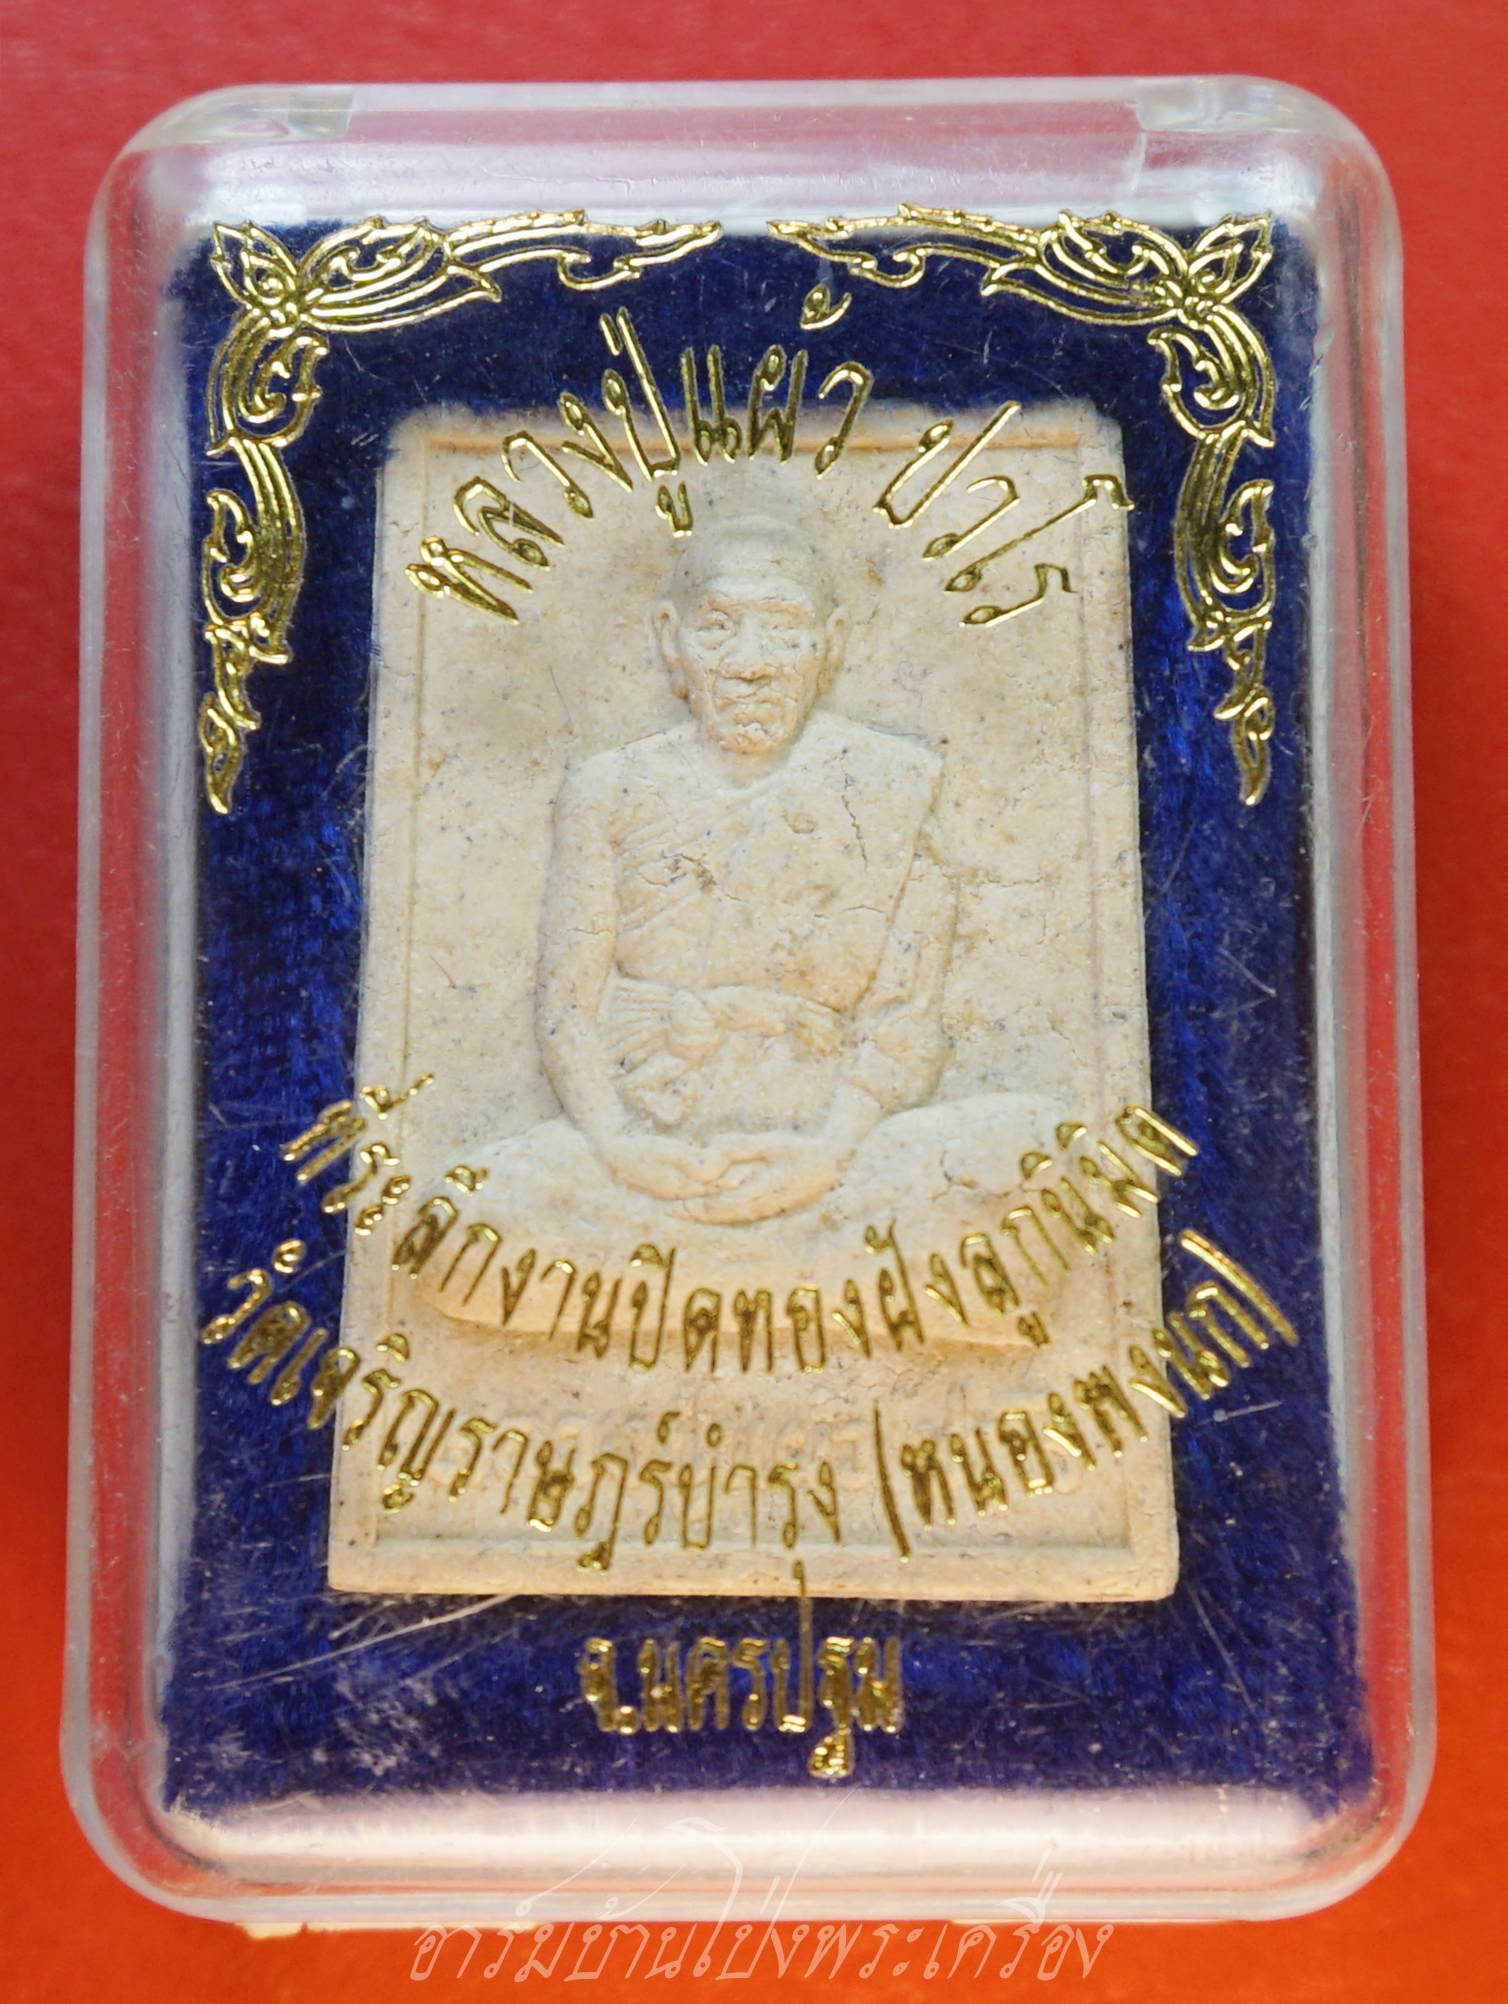 หลวงปู่แผ้ว ปวโร
ที่ระลึกงานปิดทองฝังลูกนิมิต
วัดเจริญราษฎร์บำรุง (หนองพงนก)
จ.นครปฐม
อาร์มบ้านโป่งพระเครื่อง